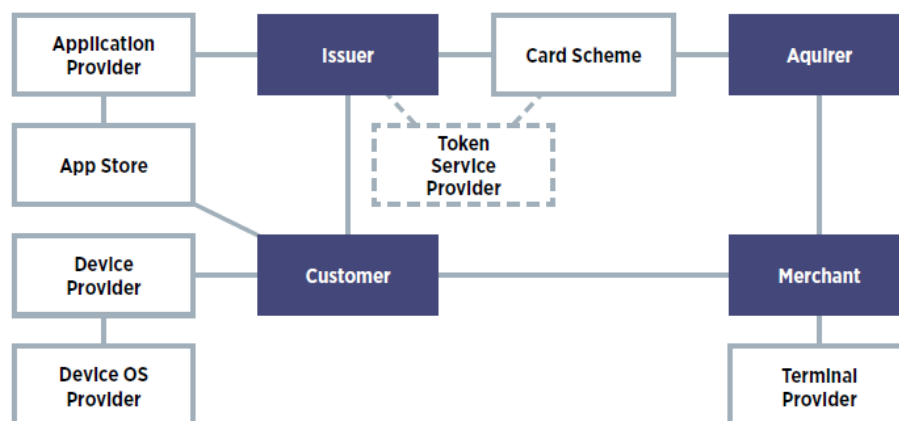 Application
Provider
Issuer
Card Scheme
Aquirer
App Store
Token
Service
Provider
Device
Provider
Customer
Merchant
Device OS
Provider
Terminal
Provider